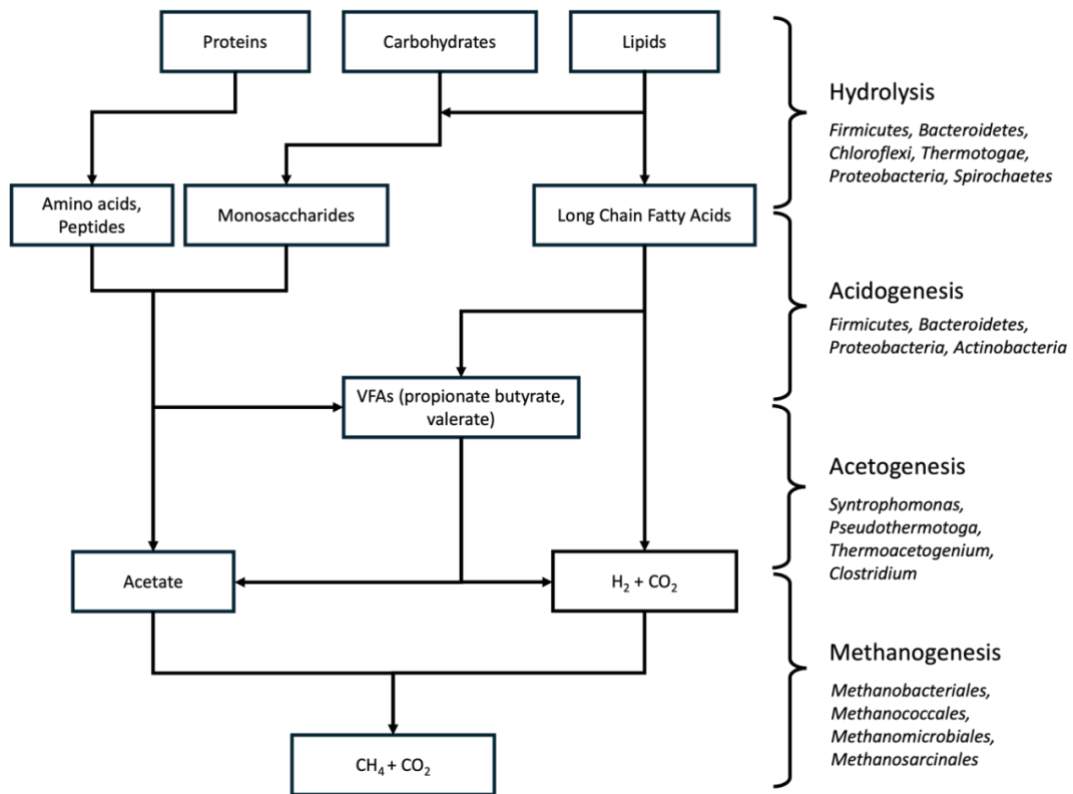 Proteins
Carbohydrates
Lipids
Hydrolysis
Firmicutes, Bacteroidetes,
Chloroflexi, Thermotogae,
Proteobacteria, Spirochaetes
Amino acids,
Peptides
Monosaccharides
Long Chain Fatty Acids
Acidogenesis
Firmicutes, Bacteroidetes,
Proteobacteria, Actinobacteria
VFAs (propionate butyrate,
valerate)
Acetogenesis
Syntrophomonas,
Pseudothermotoga,
Thermoacetogenium,
Clostridium
Acetate
H₂ + CO₂
Methanogenesis
Methanobacteriales,
Methanococcales,
Methanomicrobiales,
Methanosarcinales
CH₄ + CO₂